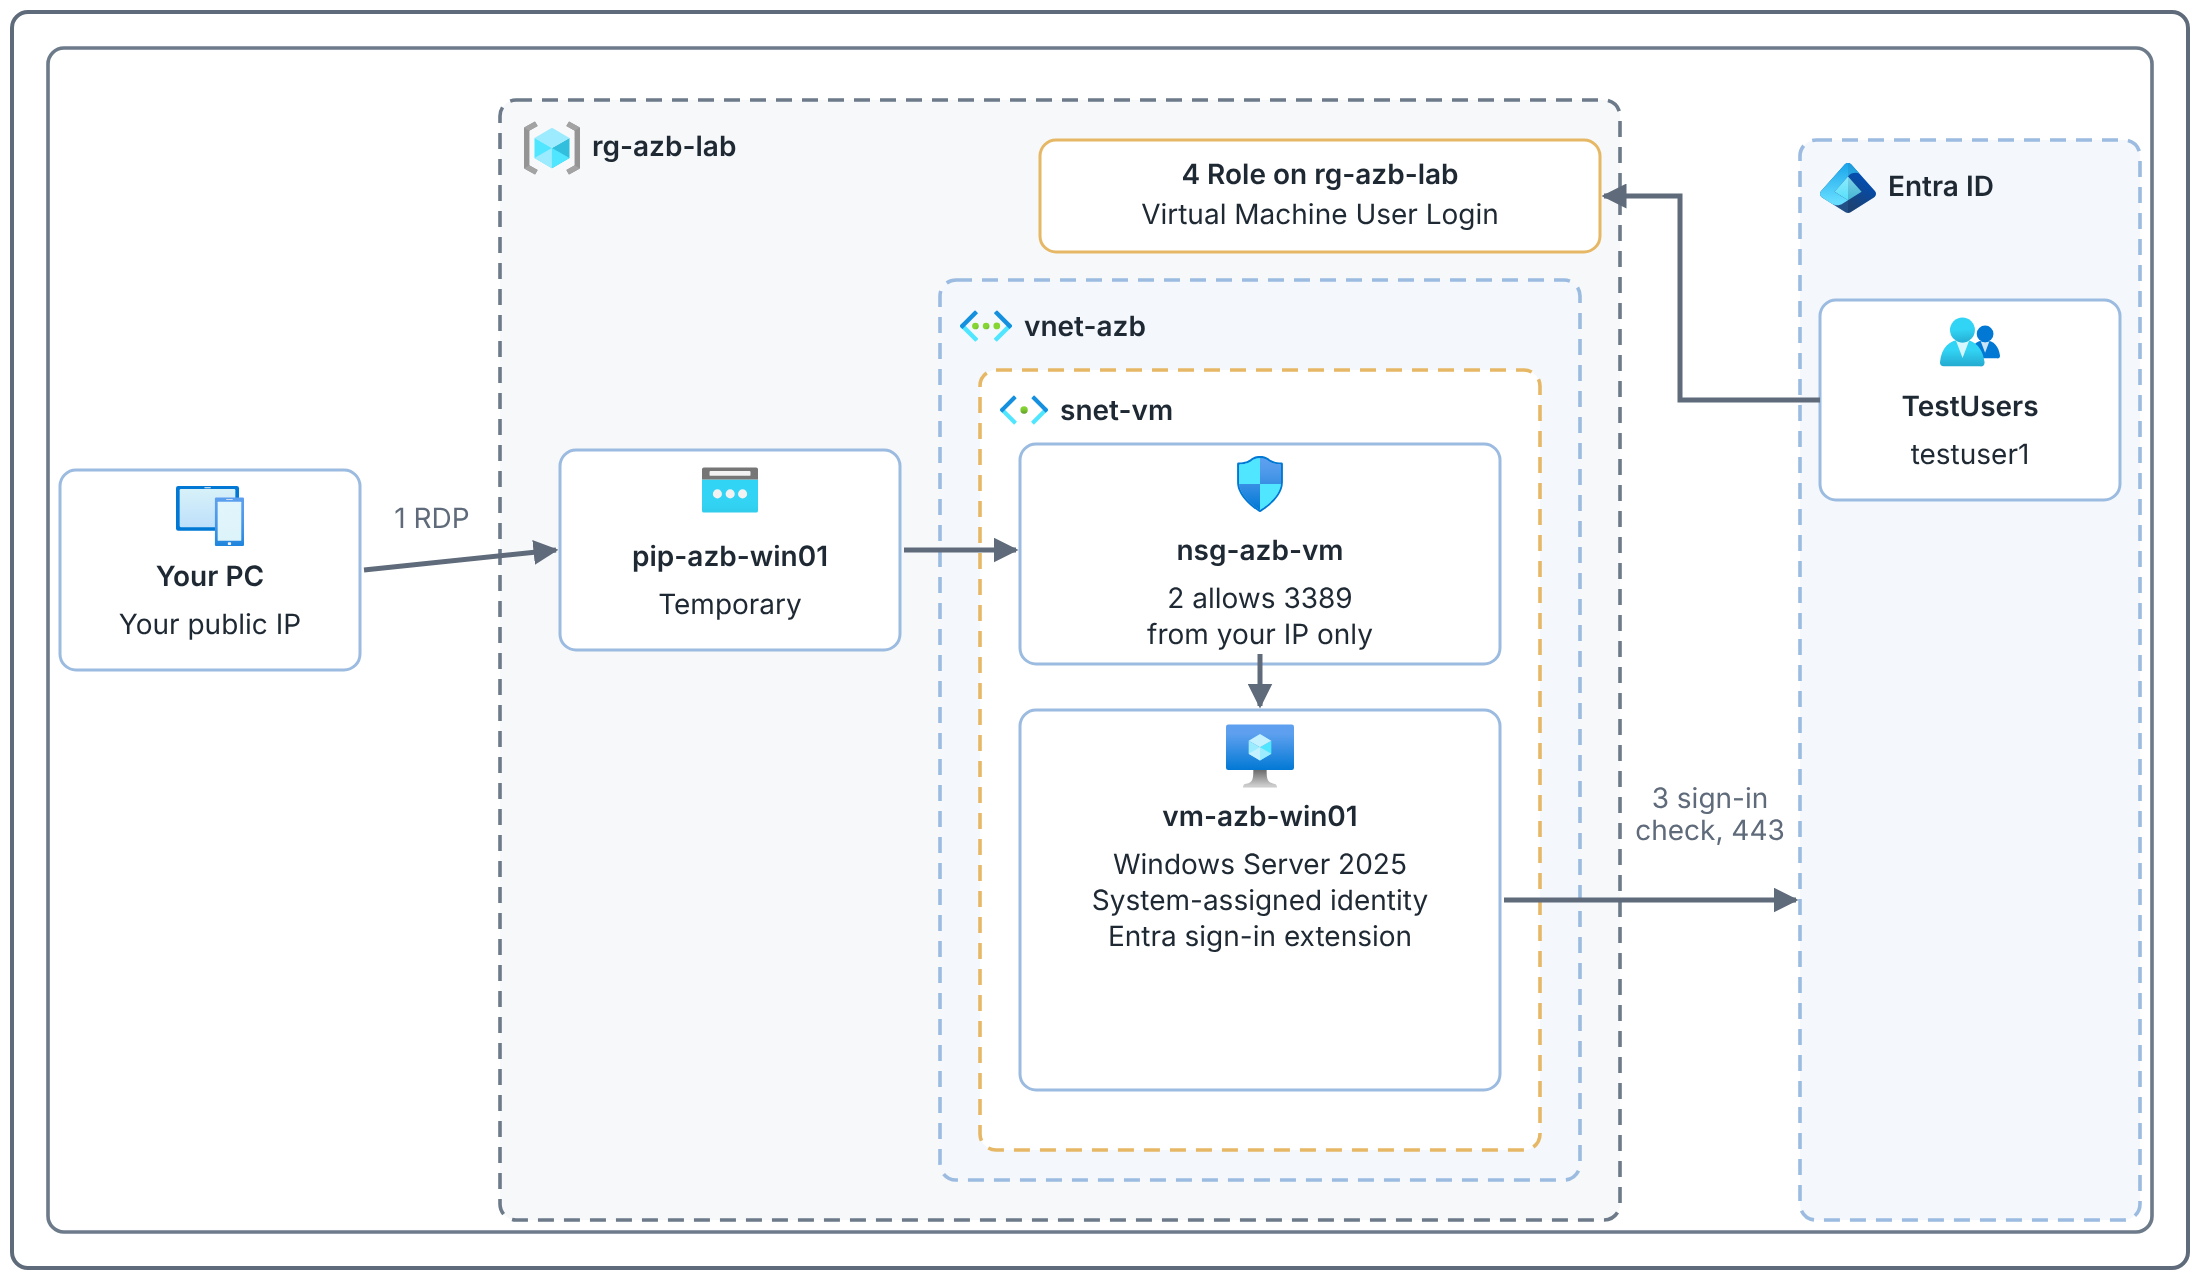 rg-azb-lab
4 Role on rg-azb-lab
Virtual Machine User Login
Entra ID
vnet-azb
snet-vm
TestUsers
testuser1
1 RDP
Your PC
Your public IP
pip-azb-win01
Temporary
nsg-azb-vm
2 allows 3389
from your IP only
vm-azb-win01
Windows Server 2025
System-assigned identity
Entra sign-in extension
3 sign-in
check, 443